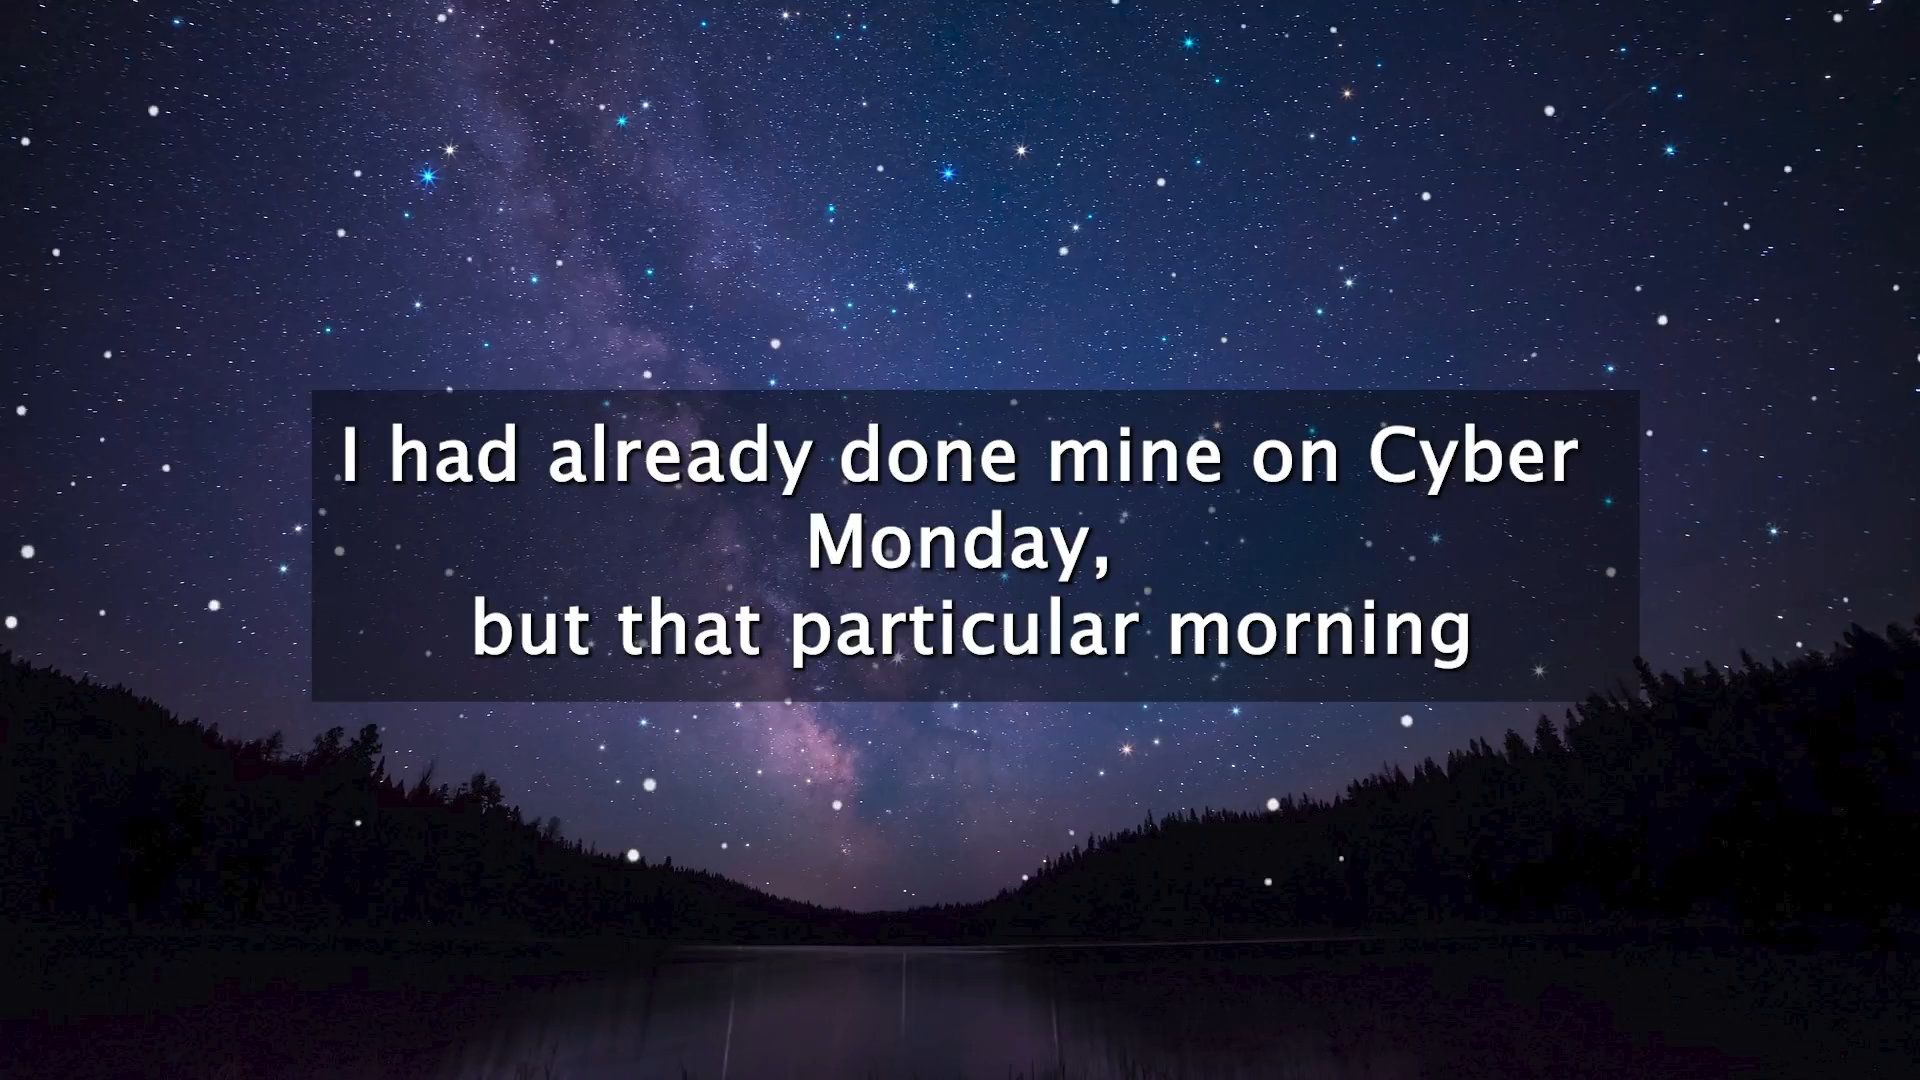 I had already done mine on Cyber
Monday,
but that particular morning